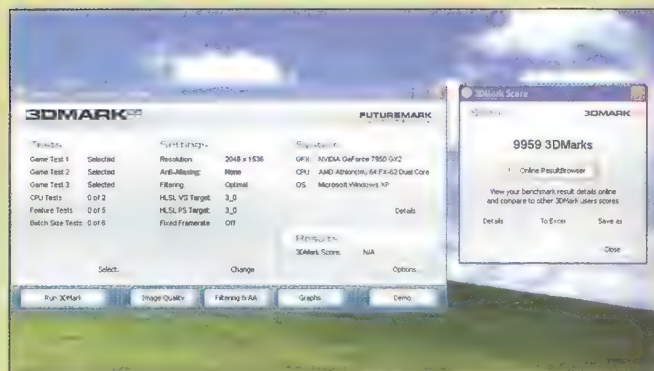 3DMARK
FUTUREMARK
Tests
Game Test 1 Selected
Game Test 2 Selected
Game Test 3 Selected
CPU Tests 0 of 2
Feature Tests 0 of 5
Batch Size Tests 0 of 6
Select.
Settings
Resolution: 2048 x 1536
Anti-Aliasing: None
Filtering: Optimal
HLSL VS Target: 3_0
HLSL PS Target: 3_0
Fixed Framerate Off
Change
System
GFX NVIDIA GeForce 7950 GX2
CPU AMD Athlon(tm) 64 FX-62 Dual Core
OS Microsoft Windows XP
Details
Results
3DMark Score N/A
Options
Run 3DMark
Image Quality
Filtering & AA
Graphs
Demo
3DMark Score
3DMARK
9959 3DMarks
Online ResultBrowser
View your benchmark result details online
and compare to other 3DMark users scores
Details To Excel Save as
Close